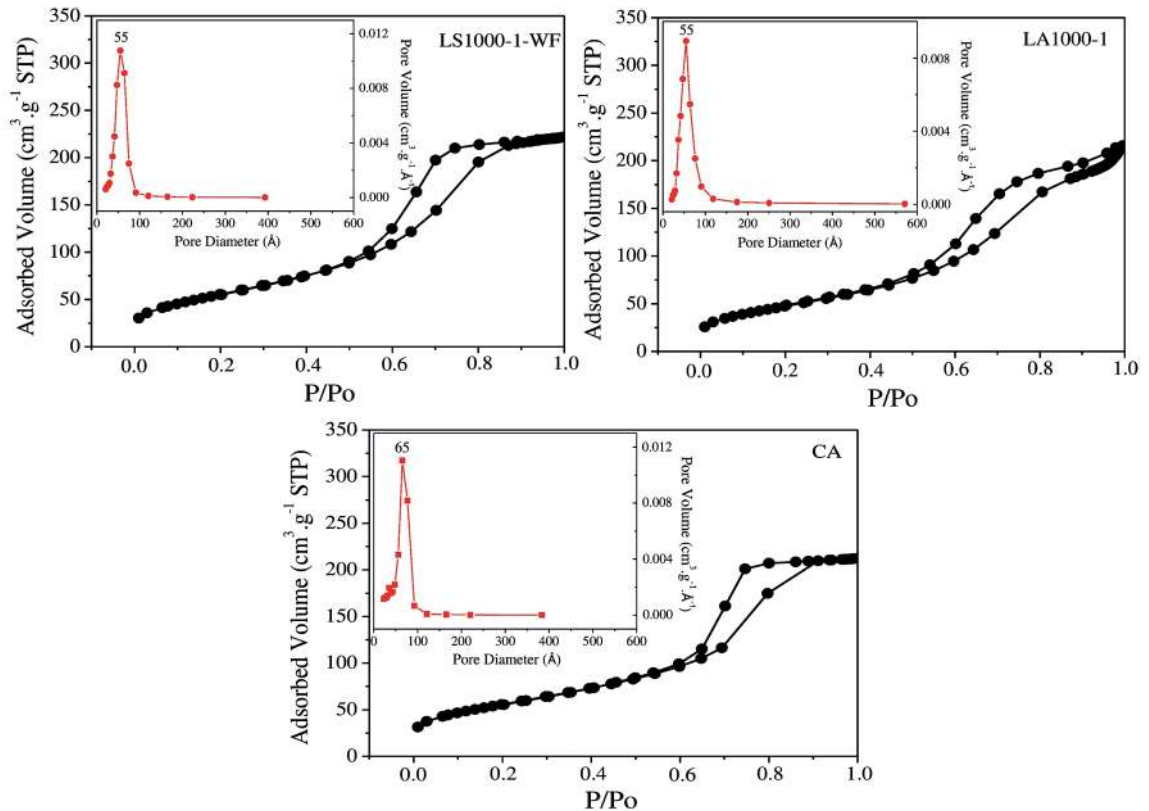 LS1000-1-WF
Adsorbed Volume (cm³.g⁻¹ STP)
350
300
250
200
150
100
50
0
0.0 0.2 0.4 0.6 0.8 1.0
P/Po
55
Pore Volume (cm³.g⁻¹.Å⁻¹)
0.012
0.008
0.004
0.000
0 100 200 300 400 500 600
Pore Diameter (Å)
LA1000-1
Adsorbed Volume (cm³.g⁻¹ STP)
350
300
250
200
150
100
50
0
0.0 0.2 0.4 0.6 0.8 1.0
P/Po
55
Pore Volume (cm³.g⁻¹.Å⁻¹)
0.008
0.004
0.000
0 100 200 300 400 500 600
Pore Diameter (Å)
CA
Adsorbed Volume (cm³.g⁻¹ STP)
350
300
250
200
150
100
50
0
0.0 0.2 0.4 0.6 0.8 1.0
P/Po
65
Pore Volume (cm³.g⁻¹.Å⁻¹)
0.012
0.008
0.004
0.000
0 100 200 300 400 500 600
Pore Diameter (Å)